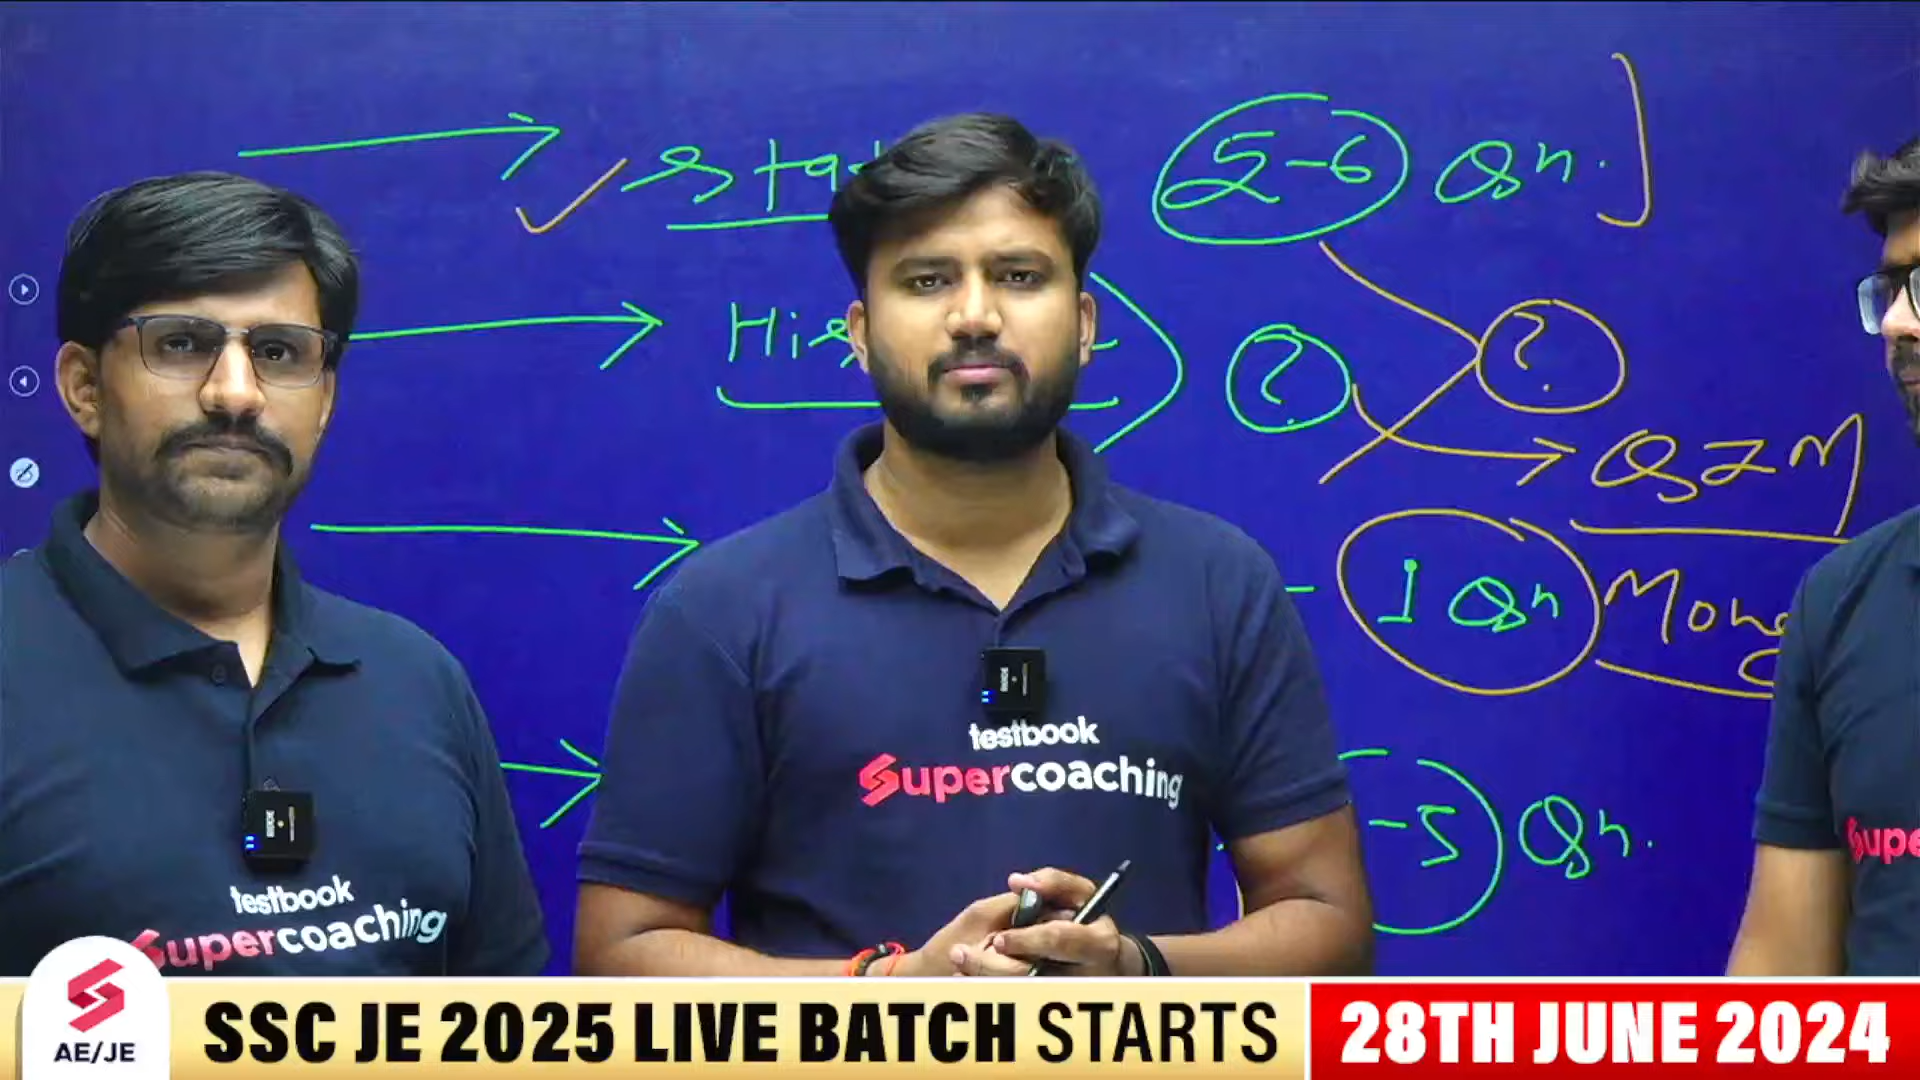 5-6 Qn.
?
?
1 Qn
-5 Qn.
testbook
Supercoaching
testbook
Supercoaching
Supe
AE/JE
SSC JE 2025 LIVE BATCH STARTS
28TH JUNE 2024